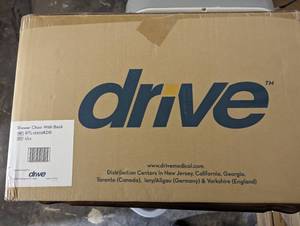 drive™
Shower Chair With Back
drive
www.drivemedical.com
Distribution Centers in New Jersey, California, Georgia,
Toronto (Canada), Isny/Allgäu (Germany) & Yorkshire (England)